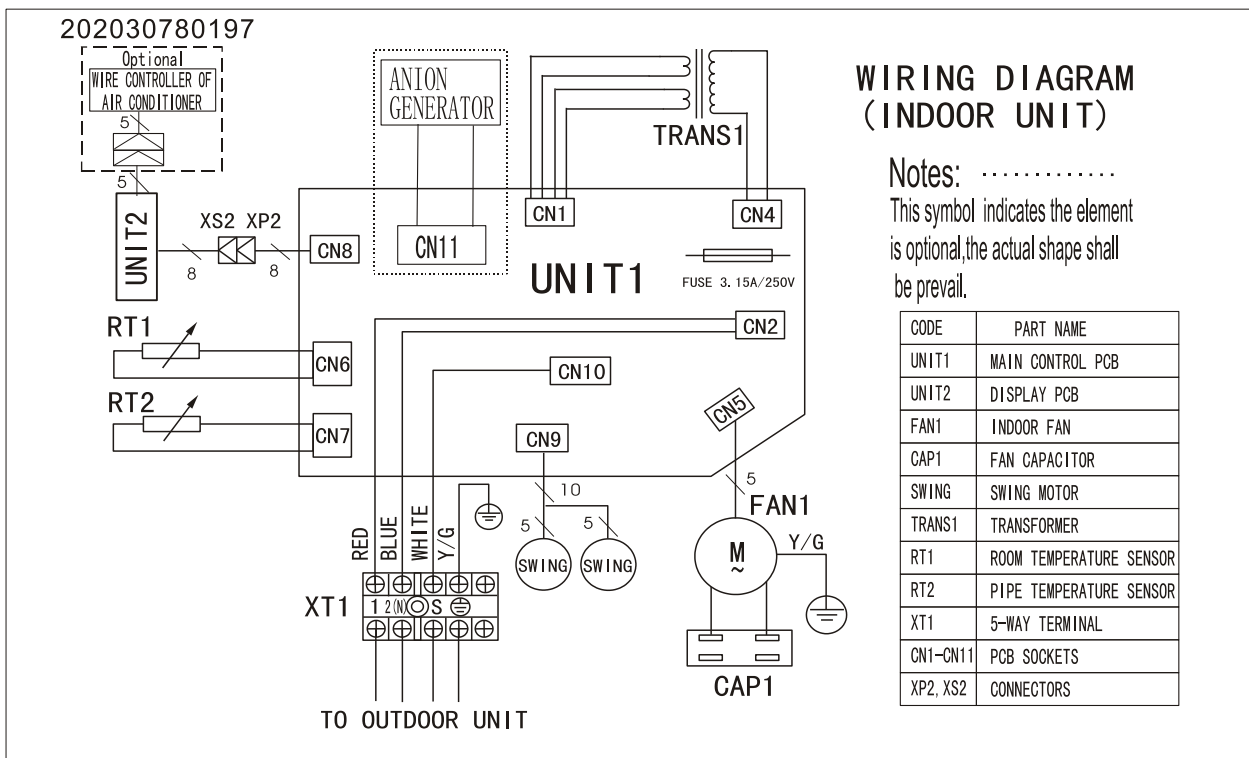 202030780197
Optional
WIRE CONTROLLER OF
AIR CONDITIONER
5
5
UNIT2
XS2 XP2
8
8
CN8
ANION
GENERATOR
CN11
TRANS1
CN1
CN4
UNIT1
FUSE 3.15A/250V
CN2
RT1
CN6
CN10
RT2
CN7
CN5
CN9
10
5
5
SWING
SWING
5
FAN1
M
~
Y/G
CAP1
RED
BLUE
WHITE
Y/G
XT1
1 2(N) S
TO OUTDOOR UNIT
WIRING DIAGRAM
(INDOOR UNIT)
Notes: ·············
This symbol indicates the element
is optional,the actual shape shall
be prevail.
CODE PART NAME
UNIT1 MAIN CONTROL PCB
UNIT2 DISPLAY PCB
FAN1 INDOOR FAN
CAP1 FAN CAPACITOR
SWING SWING MOTOR
TRANS1 TRANSFORMER
RT1 ROOM TEMPERATURE SENSOR
RT2 PIPE TEMPERATURE SENSOR
XT1 5-WAY TERMINAL
CN1-CN11 PCB SOCKETS
XP2, XS2 CONNECTORS